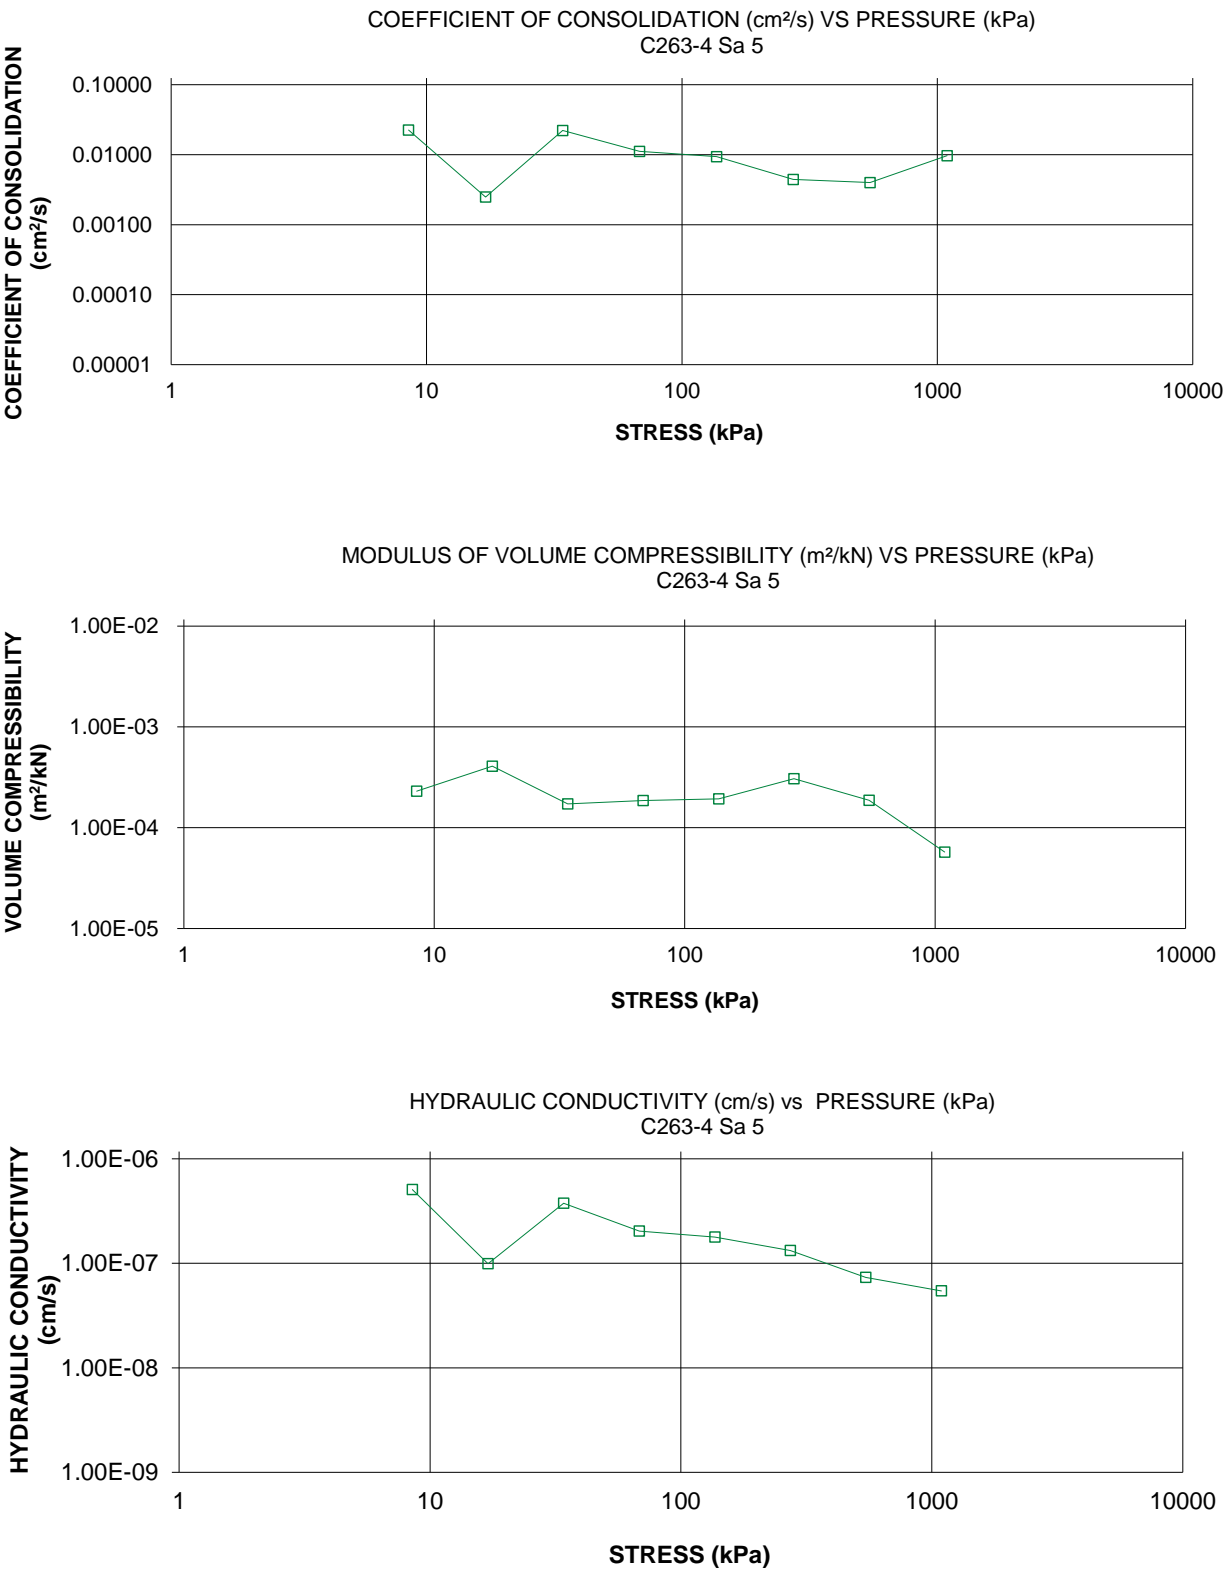 COEFFICIENT OF CONSOLIDATION (cm²/s) VS PRESSURE (kPa)
C263-4 Sa 5
COEFFICIENT OF CONSOLIDATION
(cm²/s)
0.10000
0.01000
0.00100
0.00010
0.00001
1
10
100
1000
10000
STRESS (kPa)
MODULUS OF VOLUME COMPRESSIBILITY (m²/kN) VS PRESSURE (kPa)
C263-4 Sa 5
VOLUME COMPRESSIBILITY
(m²/kN)
1.00E-02
1.00E-03
1.00E-04
1.00E-05
1
10
100
1000
10000
STRESS (kPa)
HYDRAULIC CONDUCTIVITY (cm/s) vs  PRESSURE (kPa)
C263-4 Sa 5
HYDRAULIC CONDUCTIVITY
(cm/s)
1.00E-06
1.00E-07
1.00E-08
1.00E-09
1
10
100
1000
10000
STRESS (kPa)